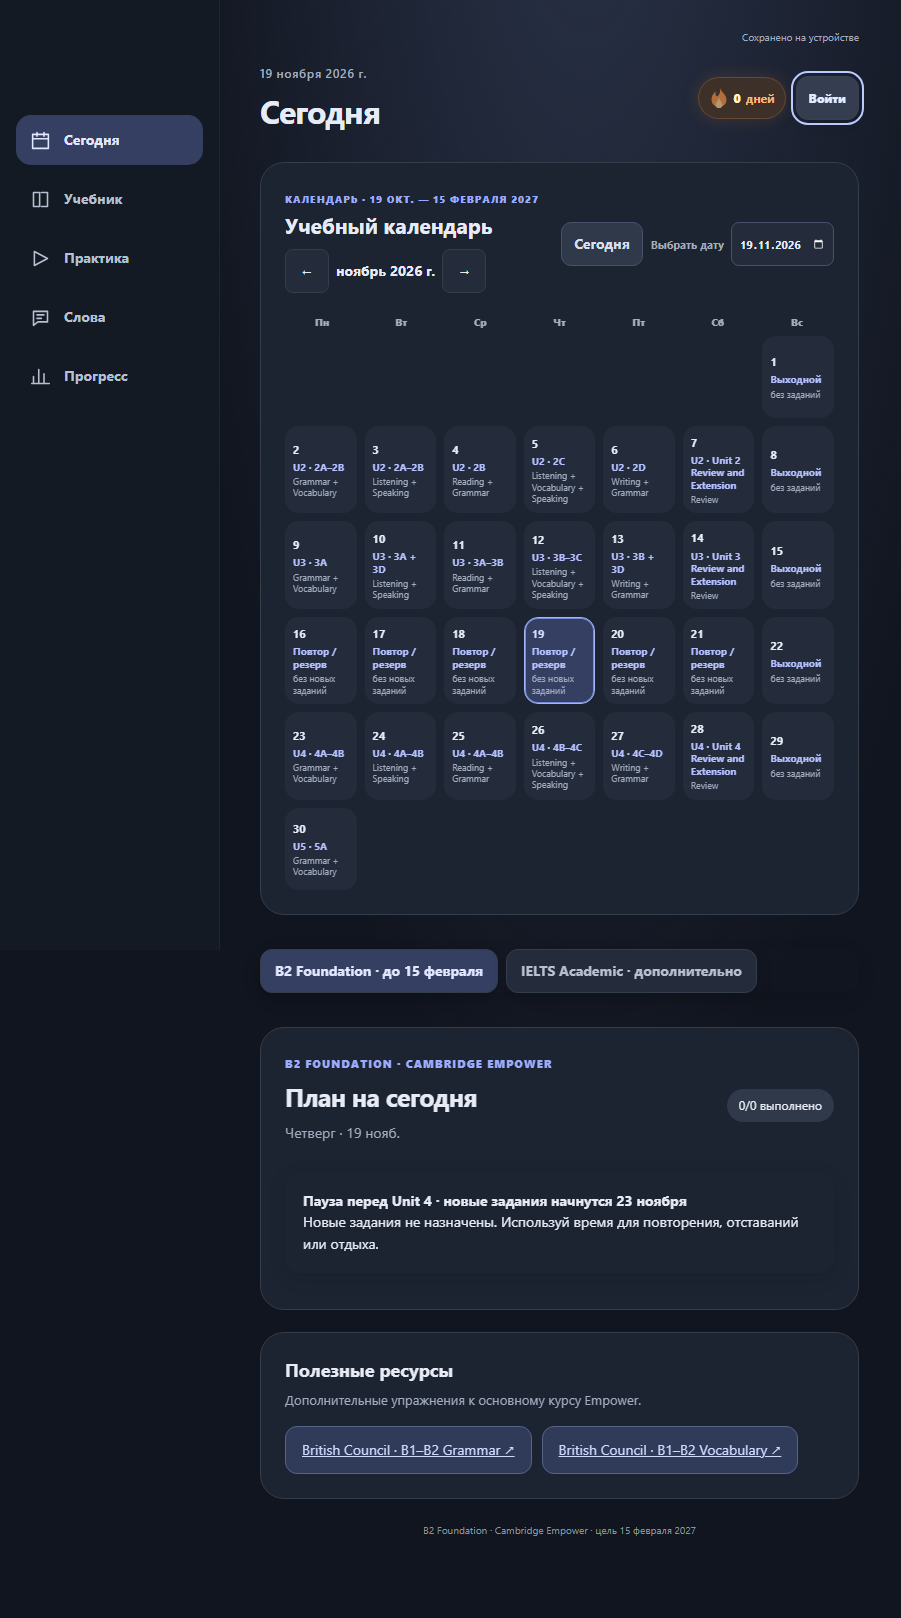 Сохранено на устройстве
19 ноября 2026 г.
Сегодня
0 дней
Войти
Сегодня
Учебник
Практика
Слова
Прогресс
КАЛЕНДАРЬ · 19 ОКТ. — 15 ФЕВРАЛЯ 2027
Учебный календарь
← ноябрь 2026 г. →
Сегодня
Выбрать дату
19.11.2026
Пн Вт Ср Чт Пт Сб Вс
1
Выходной
без заданий
2
U2 · 2A–2B
Grammar +
Vocabulary
3
U2 · 2A–2B
Listening +
Speaking
4
U2 · 2B
Reading +
Grammar
5
U2 · 2C
Listening +
Vocabulary +
Speaking
6
U2 · 2D
Writing +
Grammar
7
U2 · Unit 2
Review and
Extension
Review
8
Выходной
без заданий
9
U3 · 3A
Grammar +
Vocabulary
10
U3 · 3A +
3D
Listening +
Speaking
11
U3 · 3A–3B
Reading +
Grammar
12
U3 · 3B–3C
Listening +
Vocabulary +
Speaking
13
U3 · 3B +
3D
Writing +
Grammar
14
U3 · Unit 3
Review and
Extension
Review
15
Выходной
без заданий
16
Повтор /
резерв
без новых
заданий
17
Повтор /
резерв
без новых
заданий
18
Повтор /
резерв
без новых
заданий
19
Повтор /
резерв
без новых
заданий
20
Повтор /
резерв
без новых
заданий
21
Повтор /
резерв
без новых
заданий
22
Выходной
без заданий
23
U4 · 4A–4B
Grammar +
Vocabulary
24
U4 · 4A–4B
Listening +
Speaking
25
U4 · 4A–4B
Reading +
Grammar
26
U4 · 4B–4C
Listening +
Vocabulary +
Speaking
27
U4 · 4C–4D
Writing +
Grammar
28
U4 · Unit 4
Review and
Extension
Review
29
Выходной
без заданий
30
U5 · 5A
Grammar +
Vocabulary
B2 Foundation · до 15 февраля
IELTS Academic · дополнительно
B2 FOUNDATION · CAMBRIDGE EMPOWER
План на сегодня
0/0 выполнено
Четверг · 19 нояб.
Пауза перед Unit 4 · новые задания начнутся 23 ноября
Новые задания не назначены. Используй время для повторения, отставаний
или отдыха.
Полезные ресурсы
Дополнительные упражнения к основному курсу Empower.
British Council · B1–B2 Grammar ↗
British Council · B1–B2 Vocabulary ↗
B2 Foundation · Cambridge Empower · цель 15 февраля 2027